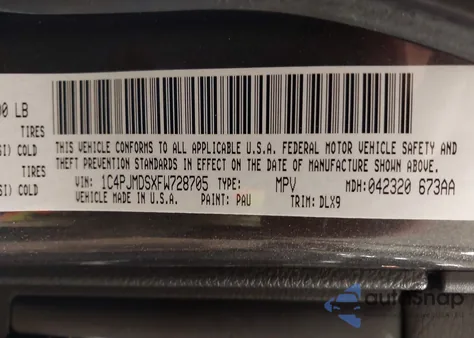 00 LB
TIRES
SI) COLD
TIRES
SI) COLD
THIS VEHICLE CONFORMS TO ALL APPLICABLE U.S.A. FEDERAL MOTOR VEHICLE SAFETY AND
THEFT PREVENTION STANDARDS IN EFFECT ON THE DATE OF MANUFACTURE SHOWN ABOVE.
VIN: 1C4PJMDSXFW728705 TYPE: MPV MDH:042320 673AA
VEHICLE MADE IN U.S.A. PAINT: PAU TRIM: DLX9
autoSnap